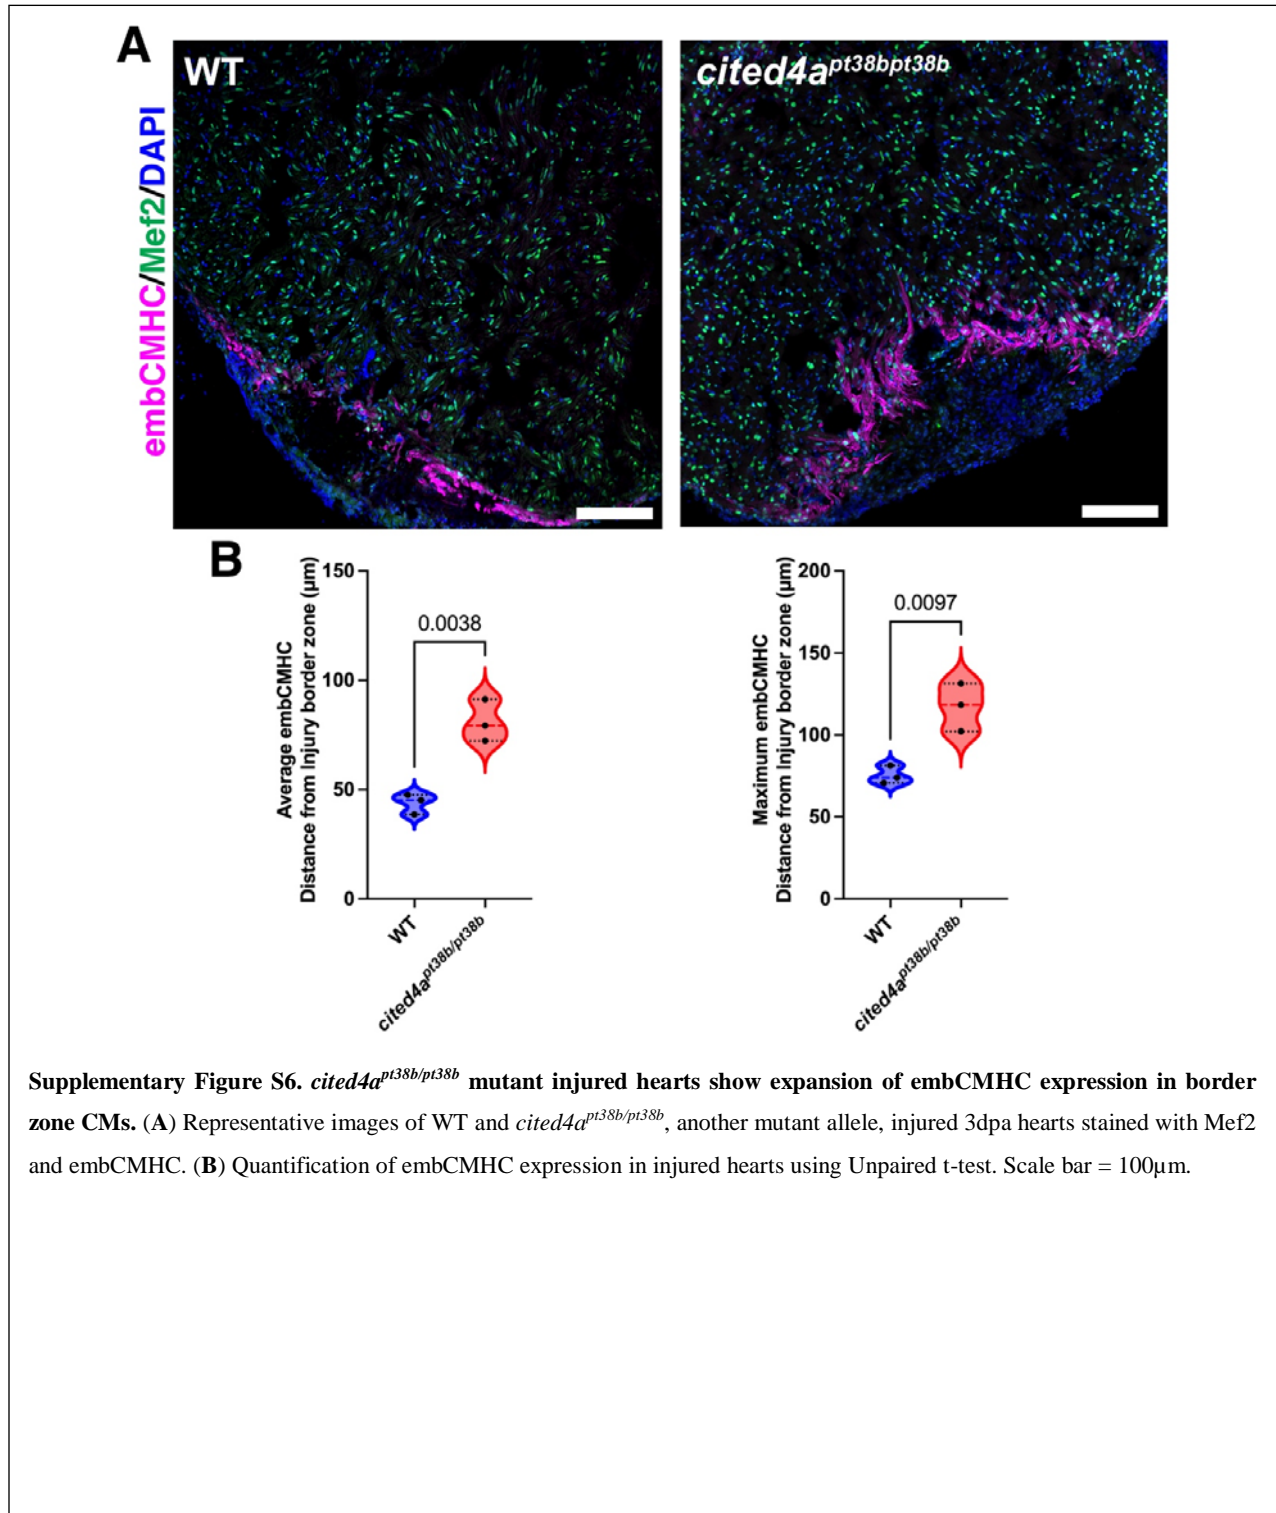 A
WT
cited4apt38bpt38b
embCMHC/Mef2/DAPI
B
Average embCMHC
Distance from Injury border zone (µm)
150
100
50
0
0.0038
WT
cited4apt38b/pt38b
Maximum embCMHC
Distance from Injury border zone (µm)
200
150
100
50
0
0.0097
WT
cited4apt38b/pt38b
Supplementary Figure S6. cited4apt38b/pt38b mutant injured hearts show expansion of embCMHC expression in border
zone CMs. (A) Representative images of WT and cited4apt38b/pt38b, another mutant allele, injured 3dpa hearts stained with Mef2
and embCMHC. (B) Quantification of embCMHC expression in injured hearts using Unpaired t-test. Scale bar = 100µm.